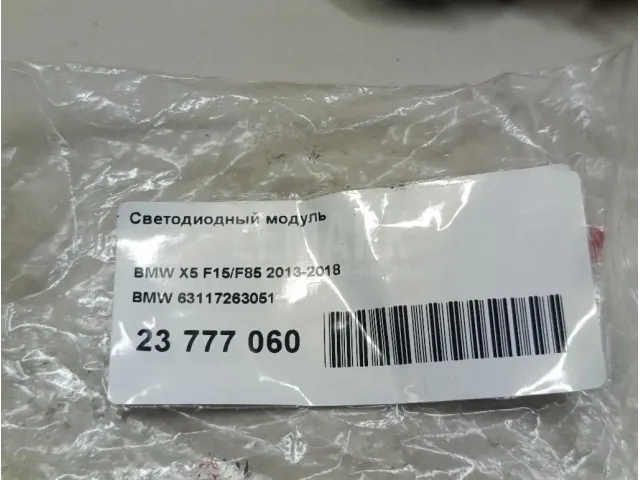 Светодиодный модуль
BMW X5 F15/F85 2013-2018
BMW 63117263051
23 777 060